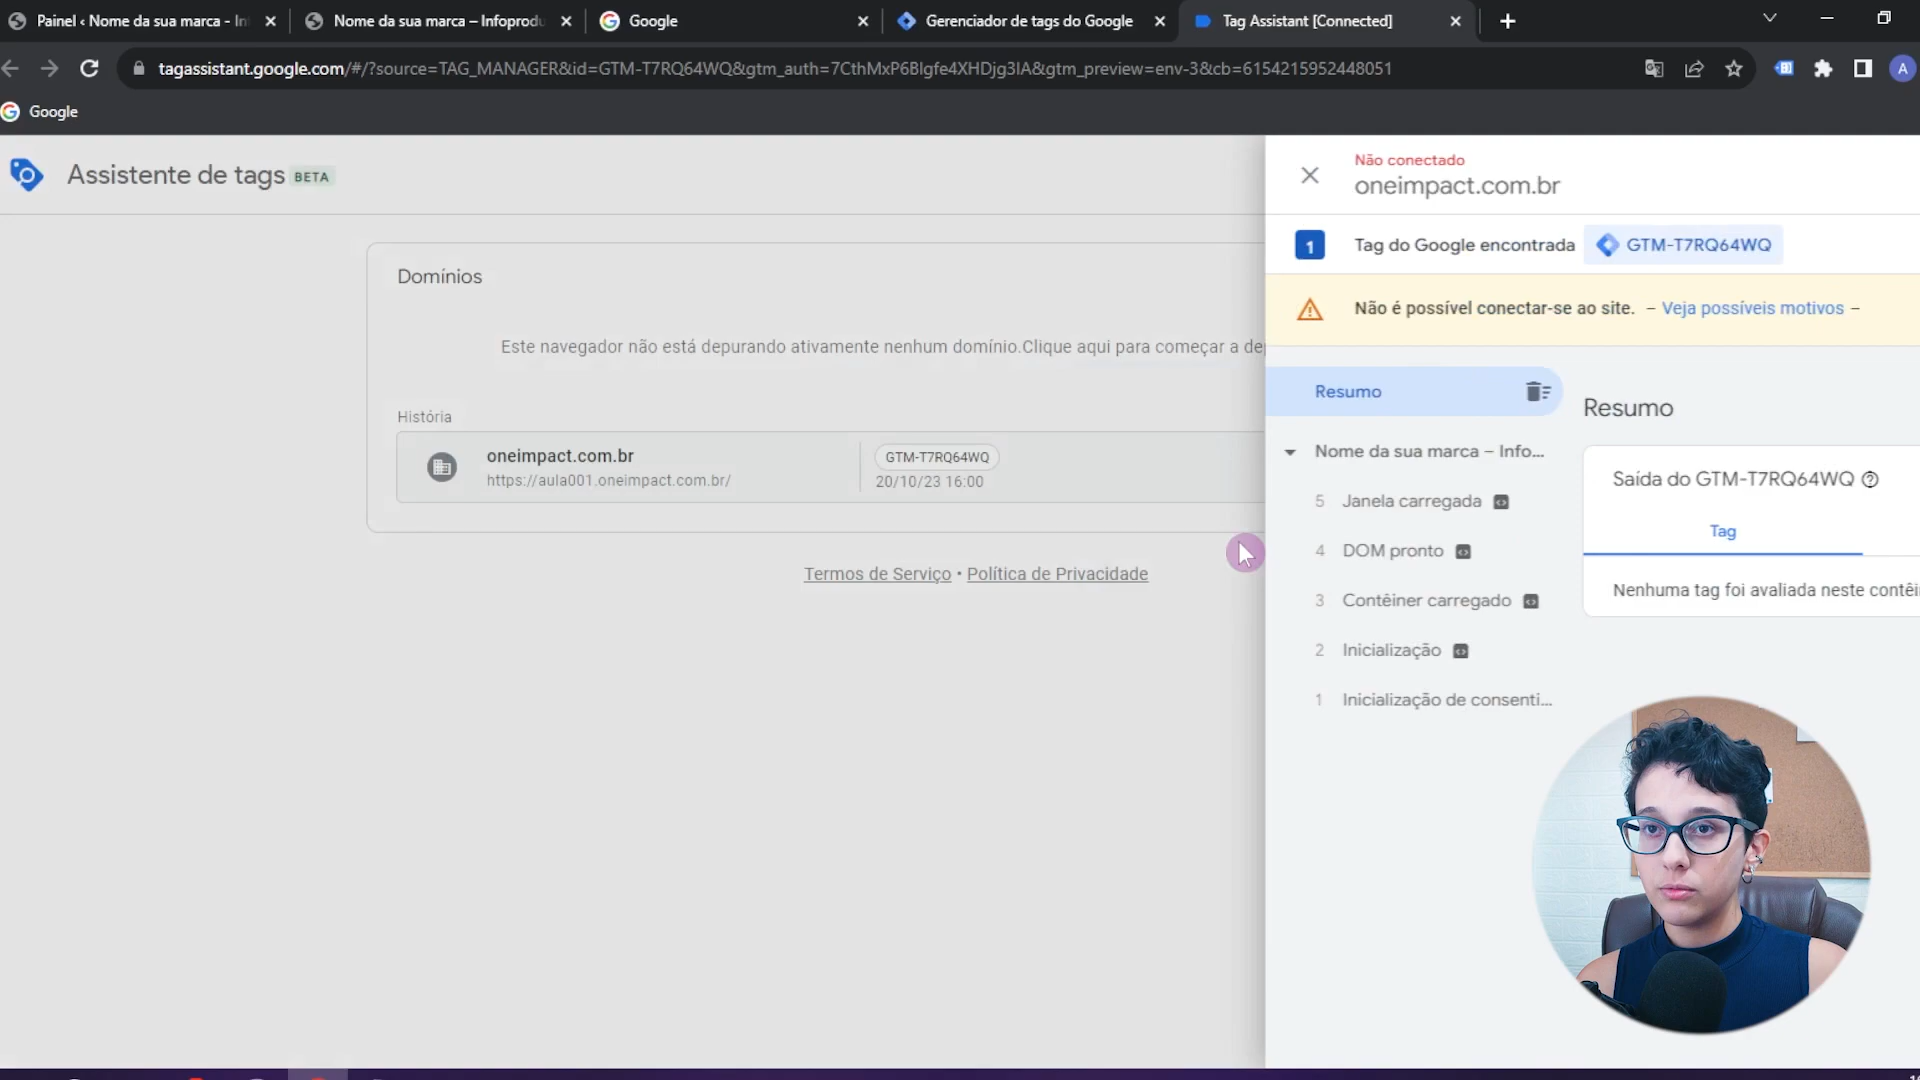 Painel ‹ Nome da sua marca - In
Nome da sua marca – Infoprodu
Google
Gerenciador de tags do Google
Tag Assistant [Connected]
tagassistant.google.com/#/?source=TAG_MANAGER&id=GTM-T7RQ64WQ&gtm_auth=7CthMxP6Blgfe4XHDjg3IA&gtm_preview=env-3&cb=6154215952448051
A
Google
Assistente de tags BETA
Domínios
Este navegador não está depurando ativamente nenhum domínio.Clique aqui para começar a de
História
oneimpact.com.br
https://aula001.oneimpact.com.br/
GTM-T7RQ64WQ
20/10/23 16:00
Termos de Serviço • Política de Privacidade
Não conectado
oneimpact.com.br
1 Tag do Google encontrada GTM-T7RQ64WQ
Não é possível conectar-se ao site. – Veja possíveis motivos –
Resumo
Nome da sua marca – Info...
5 Janela carregada
4 DOM pronto
3 Contêiner carregado
2 Inicialização
1 Inicialização de consenti...
Resumo
Saída do GTM-T7RQ64WQ
Tag
Nenhuma tag foi avaliada neste contêi